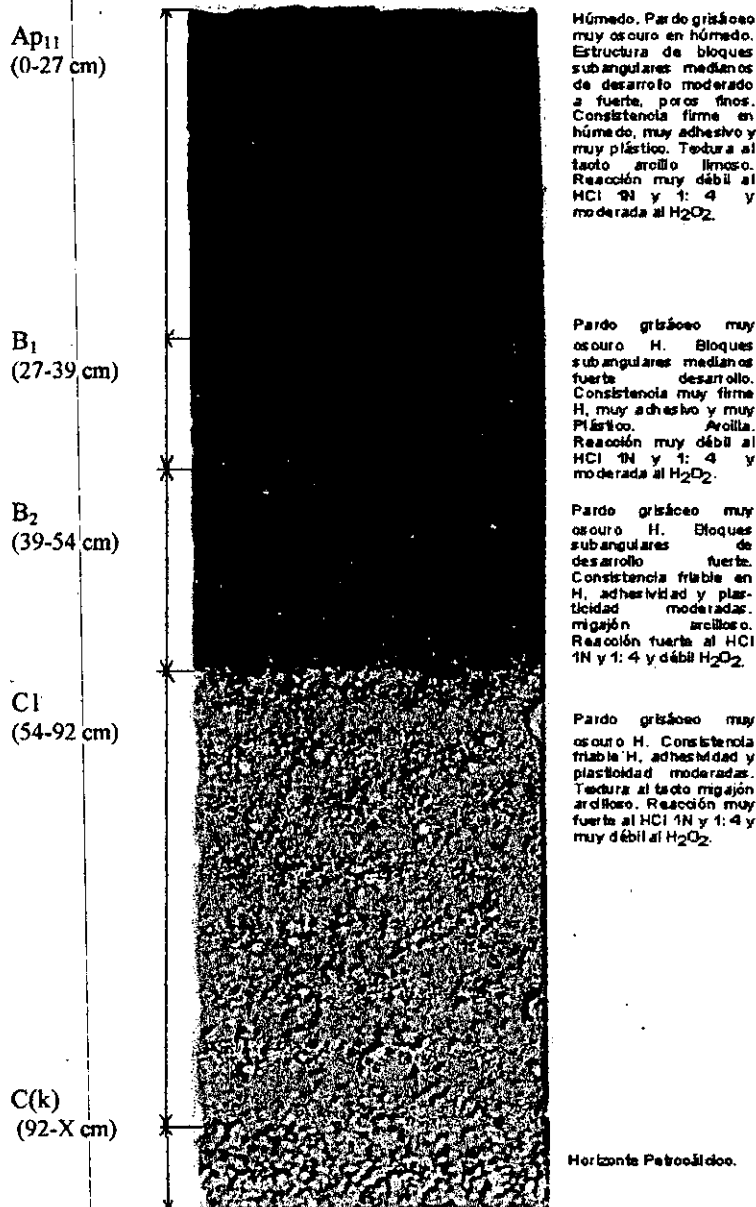 Ap11
(0-27 cm)
Húmedo. Pardo grisáceo
muy oscuro en húmedo.
Estructura de bloques
subangulares medianos
de desarrollo moderado
a fuerte, poros finos.
Consistencia firme en
húmedo, muy adhesivo y
muy plástico. Textura al
tacto arcillo limoso.
Reacción muy débil al
HCl 1N y 1: 4 y
moderada al H2O2.
B1
(27-39 cm)
Pardo grisáceo muy
oscuro H. Bloques
subangulares medianos
fuerte desarrollo.
Consistencia muy firme
H, muy adhesivo y muy
Plástico. Arcilla.
Reacción muy débil al
HCl 1N y 1: 4 y
moderada al H2O2.
B2
(39-54 cm)
Pardo grisáceo muy
oscuro H. Bloques
subangulares de
desarrollo fuerte.
Consistencia friable en
H, adhesividad y plas-
ticidad moderadas.
migajón arcilloso.
Reacción fuerte al HCl
1N y 1: 4 y débil H2O2.
C1
(54-92 cm)
Pardo grisáceo muy
oscuro H. Consistencia
friable H, adhesividad y
plasticidad moderadas.
Textura al tacto migajón
arcilloso. Reacción muy
fuerte al HCl 1N y 1: 4 y
muy débil al H2O2.
C(k)
(92-X cm)
Horizonte Petrocálcico.